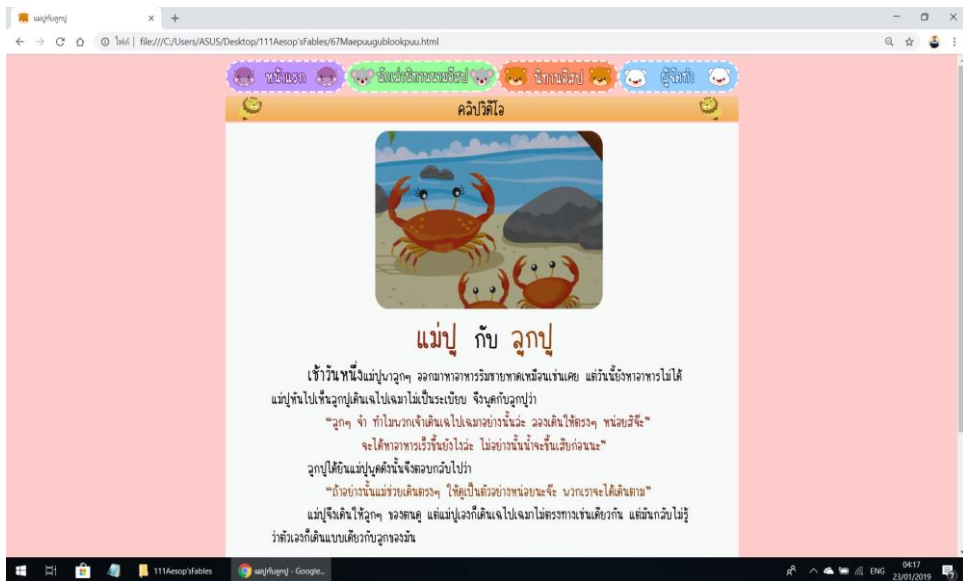 แม่ปูกับลูกปู
ไฟล์ | file:///C:/Users/ASUS/Desktop/111Aesop'sFables/67Maepuugublookpuu.html
หน้าแรก นักเล่านิทานนามอีสป นิทานอีสป ผู้จัดทำ
คลิปวิดีโอ
แม่ปู กับ ลูกปู
เช้าวันหนึ่งแม่ปูพาลูกๆ ออกมาหาอาหารริมชายหาดเหมือนเช่นเคย แต่วันนี้ยังหาอาหารไม่ได้
แม่ปูหันไปเห็นลูกปูเดินเฉไปเฉมาไม่เป็นระเบียบ จึงพูดกับลูกปูว่า
“ลูกๆ จ๋า ทำไมพวกเจ้าเดินเฉไปเฉมาอย่างนั้นล่ะ ลองเดินให้ตรงๆ หน่อยสิจ๊ะ”
จะได้หาอาหารเร็วขึ้นยังไงล่ะ ไม่อย่างนั้นน้ำจะขึ้นเสียก่อนนะ”
ลูกปูได้ยินแม่ปูพูดดังนั้นจึงตอบกลับไปว่า
“ถ้าอย่างนั้นแม่ช่วยเดินตรงๆ ให้ดูเป็นตัวอย่างหน่อยนะจ๊ะ พวกเราจะได้เดินตาม”
แม่ปูจึงเดินให้ลูกๆ ของตนดู แต่แม่ปูเองก็เดินเฉไปเฉมาไม่ตรงทางเช่นเดียวกัน แต่มันกลับไม่รู้
ว่าตัวเองก็เดินแบบเดียวกับลูกของมัน
111Aesop'sFables แม่ปูกับลูกปู - Google... ENG 04:17
23/01/2019